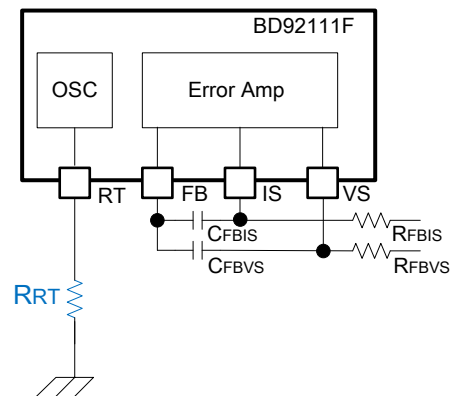 BD92111F
OSC
Error Amp
RT
FB
IS
VS
CFBIS
RFBIS
CFBVS
RFBVS
RRT